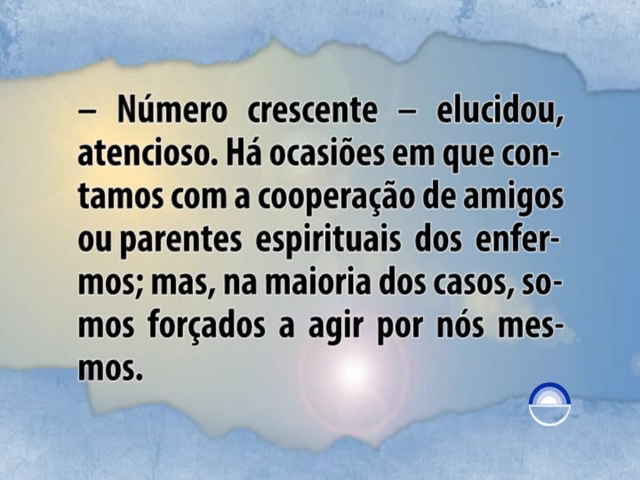 – Número crescente – elucidou,
atencioso. Há ocasiões em que con-
tamos com a cooperação de amigos
ou parentes espirituais dos enfer-
mos; mas, na maioria dos casos, so-
mos forçados a agir por nós mes-
mos.